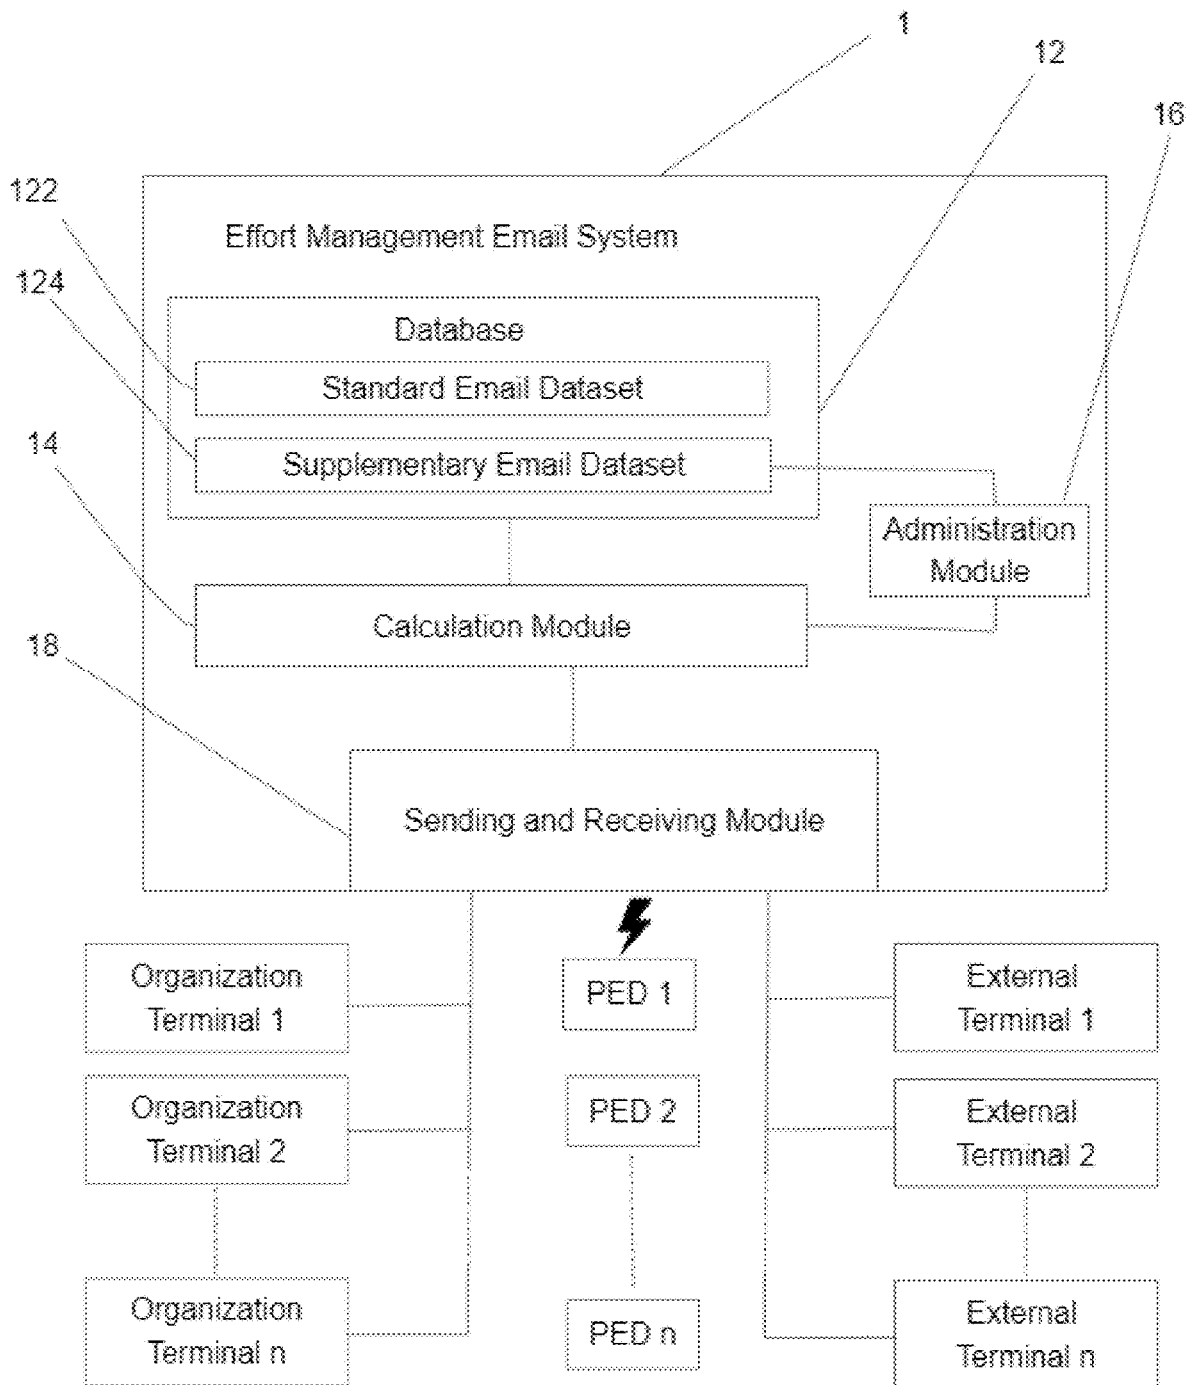 1
12
16
122
Effort Management Email System
124
Database
Standard Email Dataset
14
Supplementary Email Dataset
Administration
Module
Calculation Module
18
Sending and Receiving Module
Organization
Terminal 1
PED 1
External
Terminal 1
Organization
Terminal 2
PED 2
External
Terminal 2
Organization
Terminal n
PED n
External
Terminal n